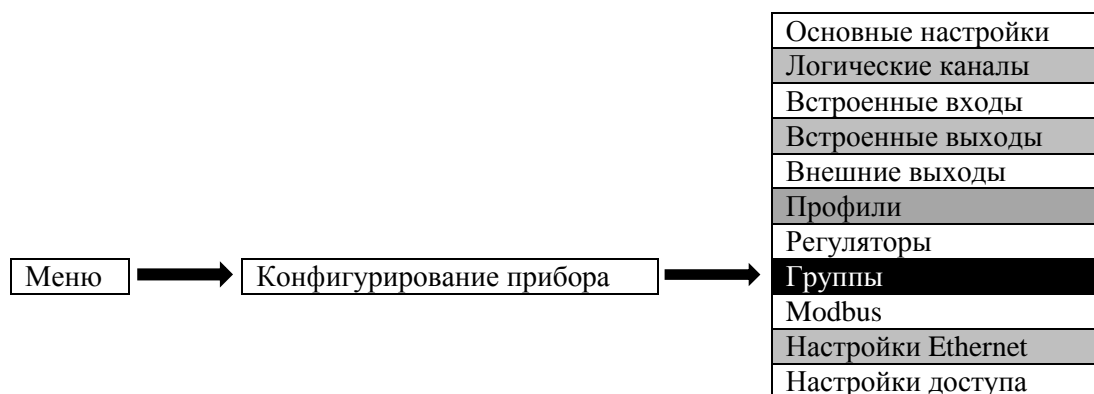 Основные настройки
Логические каналы
Встроенные входы
Встроенные выходы
Внешние выходы
Профили
Регуляторы
Меню
Конфигурирование прибора
Группы
Modbus
Настройки Ethernet
Настройки доступа